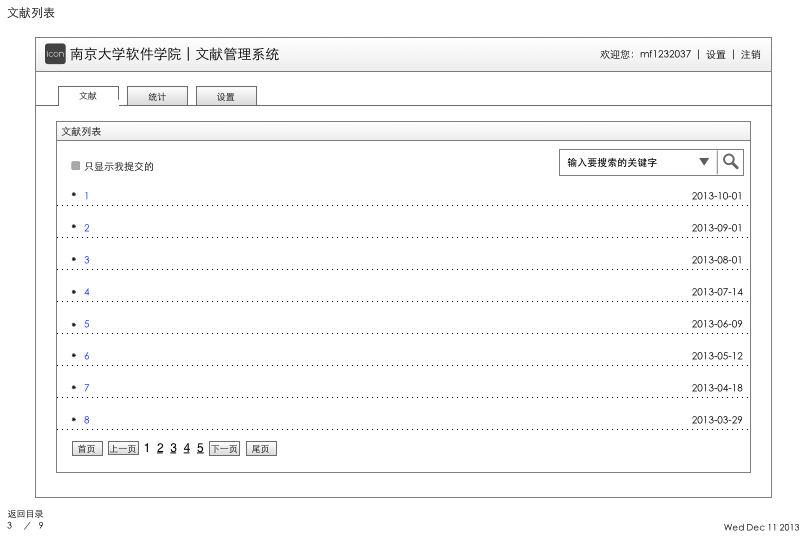 文献列表
icon 南京大学软件学院 | 文献管理系统 欢迎您: mf1232037 | 设置 | 注销
文献 统计 设置
文献列表
只显示我提交的 输入要搜索的关键字
• 1 2013-10-01
• 2 2013-09-01
• 3 2013-08-01
• 4 2013-07-14
• 5 2013-06-09
• 6 2013-05-12
• 7 2013-04-18
• 8 2013-03-29
首页 上一页 1 2 3 4 5 下一页 尾页
返回目录
3 / 9
Wed Dec 11 2013